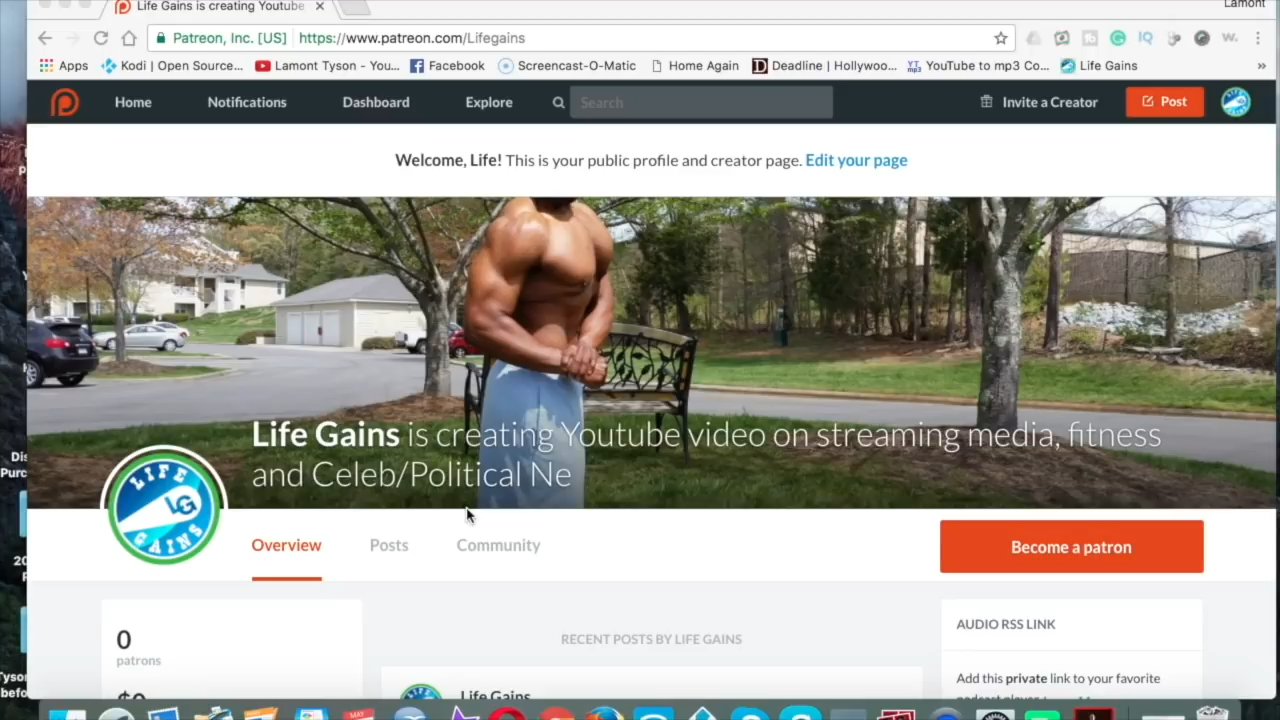 Life Gains is creating Youtube
Lamont
Patreon, Inc. [US]
https://www.patreon.com/Lifegains
Apps
Kodi | Open Source...
Lamont Tyson - You...
Facebook
Screencast-O-Matic
Home Again
Deadline | Hollywoo...
YouTube to mp3 Co...
Life Gains
»
Home
Notifications
Dashboard
Explore
Search
Invite a Creator
Post
Welcome, Life! This is your public profile and creator page. Edit your page
Life Gains is creating Youtube video on streaming media, fitness
and Celeb/Political Ne
LIFE
LG
GAINS
Overview
Posts
Community
Become a patron
0
patrons
$0
RECENT POSTS BY LIFE GAINS
Life Gains
AUDIO RSS LINK
Add this private link to your favorite